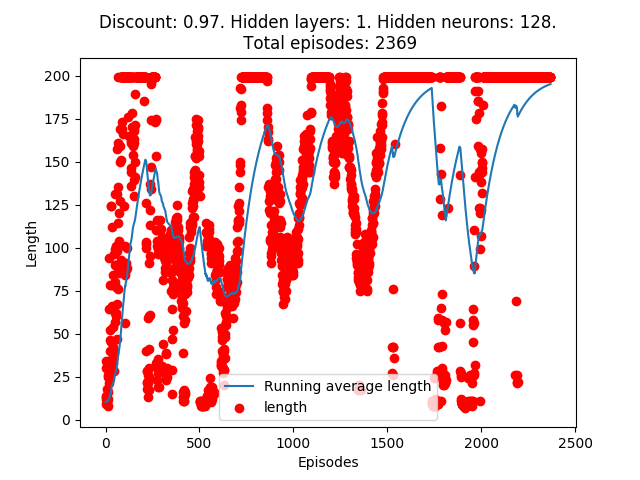 Discount: 0.97. Hidden layers: 1. Hidden neurons: 128.
Total episodes: 2369
200
175
150
125
100
75
50
25
0
Length
Running average length
length
0
500
1000
1500
2000
2500
Episodes